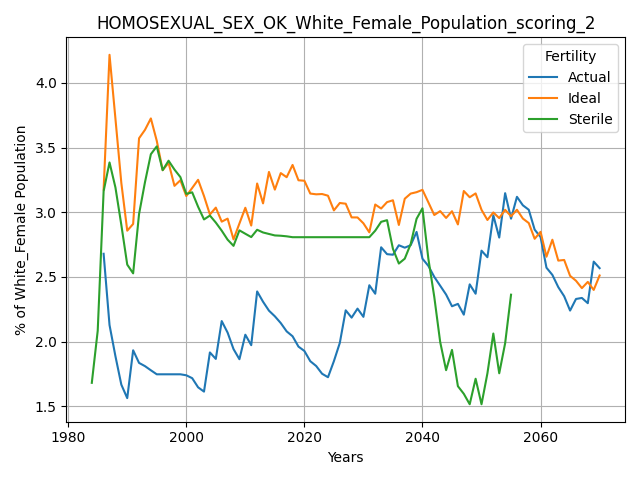 HOMOSEXUAL_SEX_OK_White_Female_Population_scoring_2
Fertility
Actual
Ideal
Sterile
% of White_Female Population
4.0
3.5
3.0
2.5
2.0
1.5
1980
2000
2020
2040
2060
Years